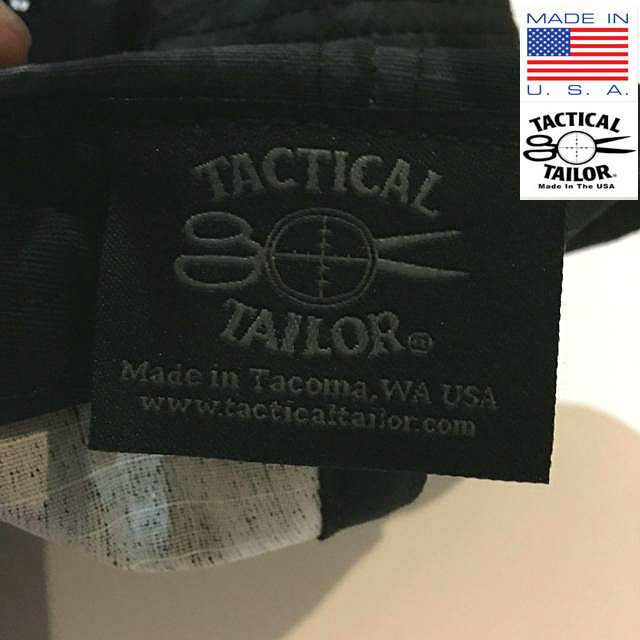 MADE IN
U. S. A.
TACTICAL
TAILOR®
Made In The USA
TACTICAL
TAILOR®
Made in Tacoma, WA USA
www.tacticaltailor.com